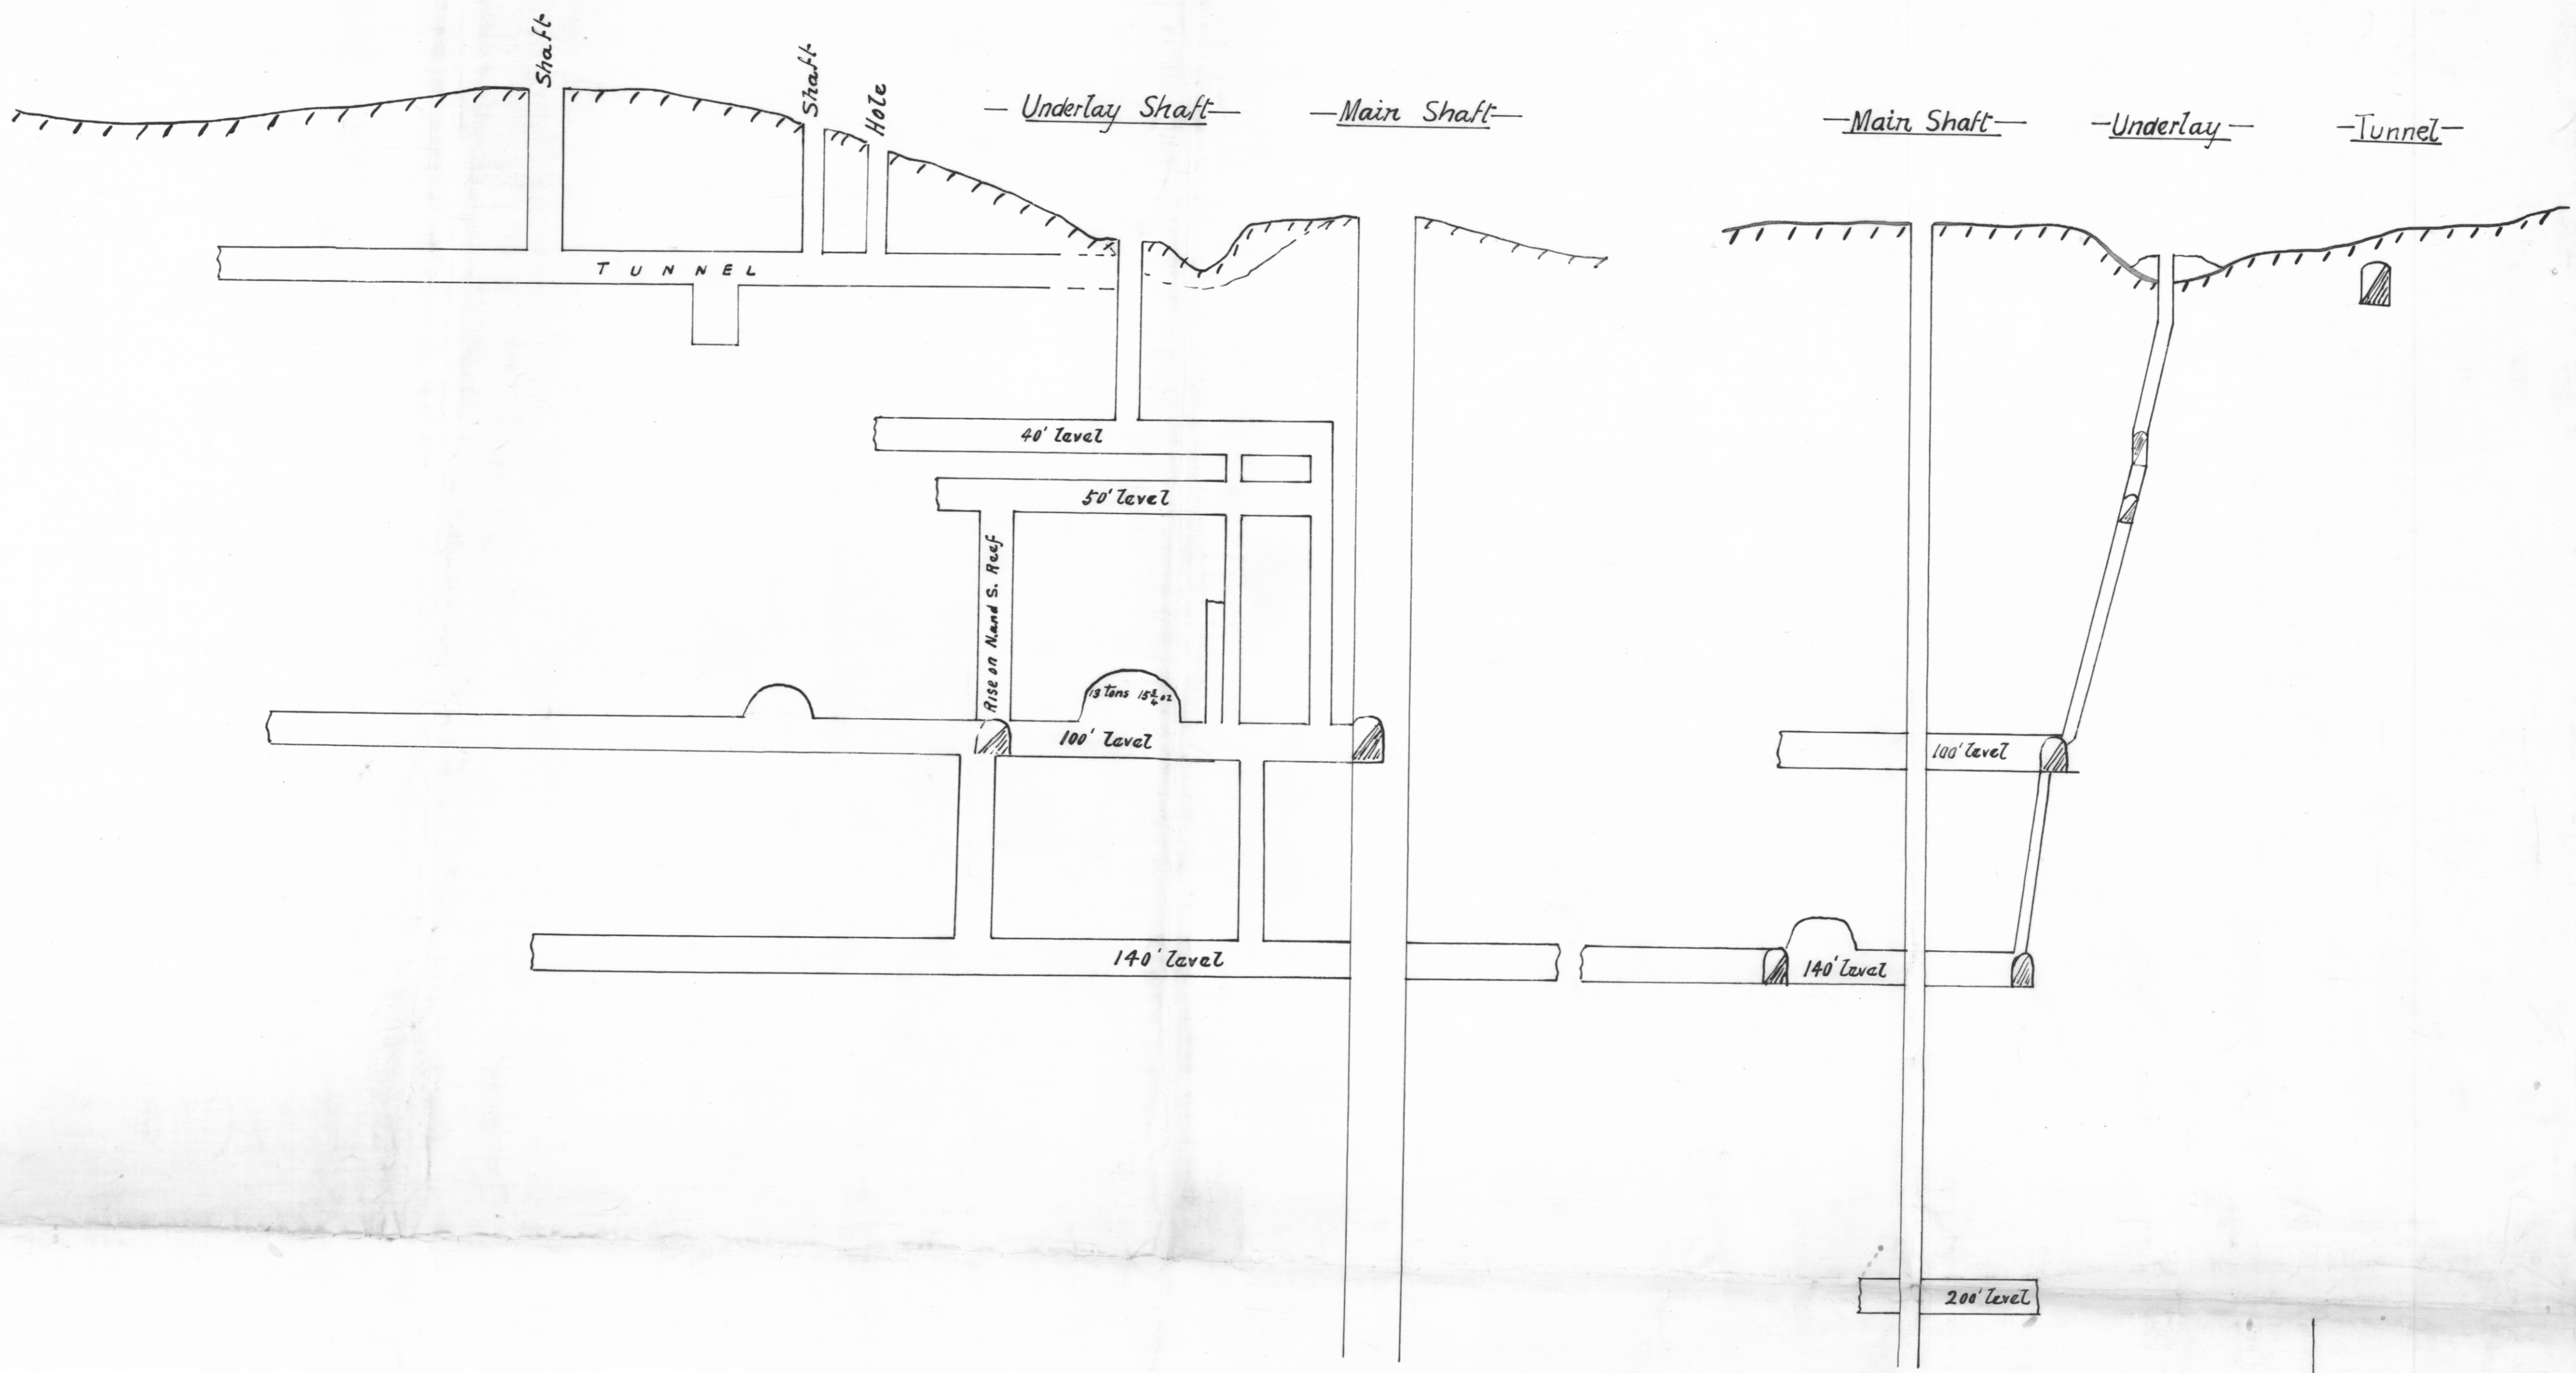 Shaft
Shaft
Hole
— Underlay Shaft —
— Main Shaft —
— Main Shaft —
— Underlay —
— Tunnel —
TUNNEL
40' level
50' level
Rise on N. and S. Reef
13 tons 15¾ oz
100' level
100' level
140' level
140' level
200' level